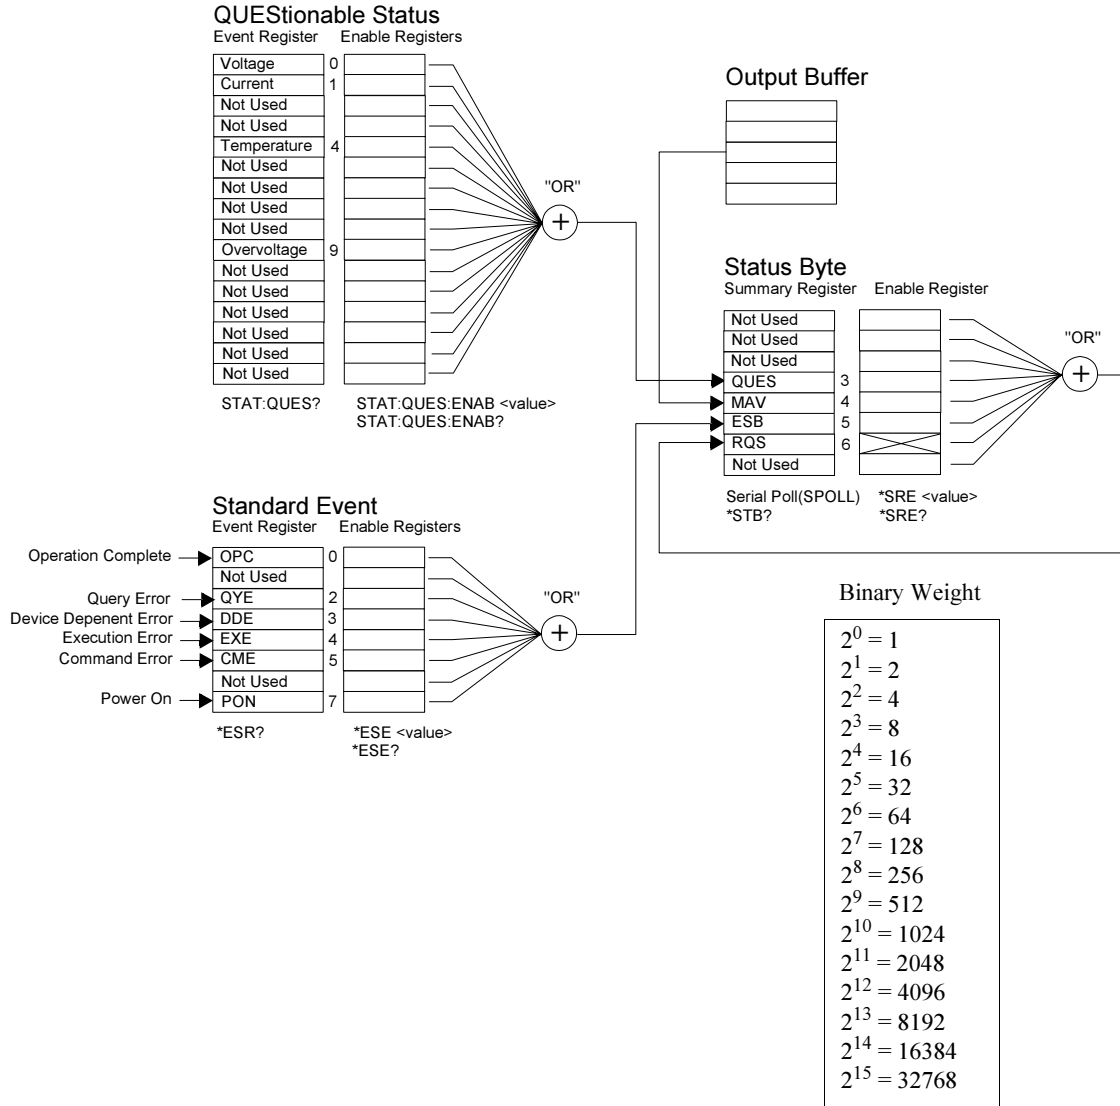 QUEStionable Status
Event Register Enable Registers
Voltage 0
Current 1
Not Used
Not Used
Temperature 4
Not Used
Not Used
Not Used
Not Used
Overvoltage 9
Not Used
Not Used
Not Used
Not Used
Not Used
Not Used
STAT:QUES? STAT:QUES:ENAB <value>
STAT:QUES:ENAB?
"OR"
+
Output Buffer
Status Byte
Summary Register Enable Register
Not Used
Not Used
Not Used
QUES 3
MAV 4
ESB 5
RQS 6
Not Used
Serial Poll(SPOLL) *SRE <value>
*STB? *SRE?
"OR"
+
Standard Event
Event Register Enable Registers
Operation Complete OPC 0
Not Used
Query Error QYE 2
Device Depenent Error DDE 3
Execution Error EXE 4
Command Error CME 5
Not Used
Power On PON 7
*ESR? *ESE <value>
*ESE?
"OR"
+
Binary Weight
2^0 = 1
2^1 = 2
2^2 = 4
2^3 = 8
2^4 = 16
2^5 = 32
2^6 = 64
2^7 = 128
2^8 = 256
2^9 = 512
2^10 = 1024
2^11 = 2048
2^12 = 4096
2^13 = 8192
2^14 = 16384
2^15 = 32768